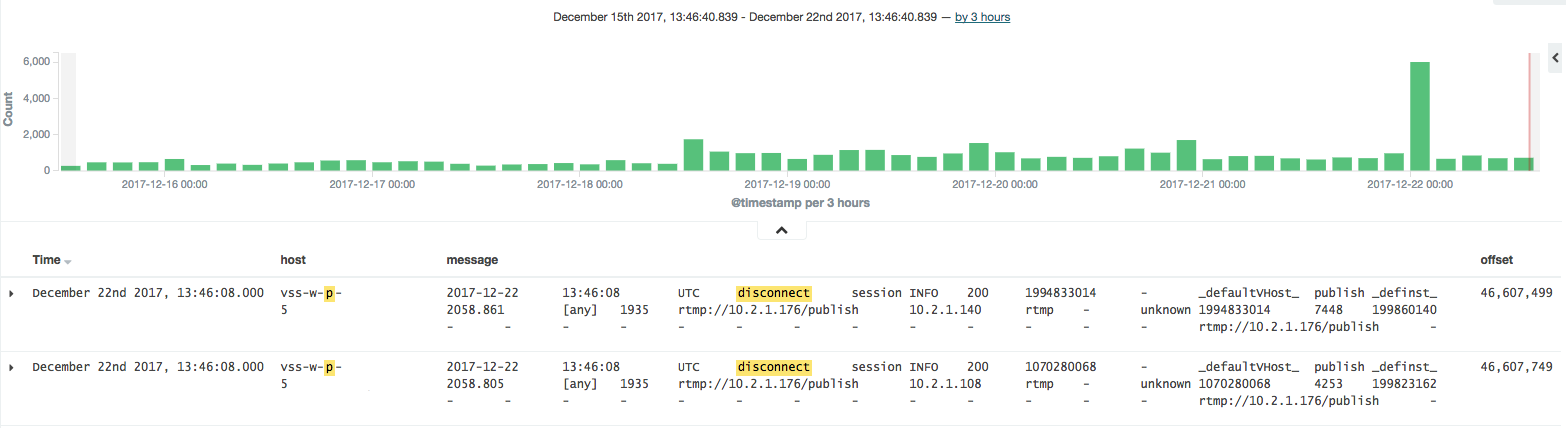 December 15th 2017, 13:46:40.839 - December 22nd 2017, 13:46:40.839 — by 3 hours
6,000
4,000
2,000
0
Count
2017-12-16 00:00 2017-12-17 00:00 2017-12-18 00:00 2017-12-19 00:00 2017-12-20 00:00 2017-12-21 00:00 2017-12-22 00:00
@timestamp per 3 hours
Time host message offset
December 22nd 2017, 13:46:08.000 vss-w-p- 2017-12-22 13:46:08 UTC disconnect session INFO 200 1994833014 - _defaultVHost_ publish _definst_ 46,607,499
5 2058.861 [any] 1935 rtmp://10.2.1.176/publish 10.2.1.140 rtmp - unknown 1994833014 7448 199860140
- - - - - - - - - - - - - rtmp://10.2.1.176/publish -
December 22nd 2017, 13:46:08.000 vss-w-p- 2017-12-22 13:46:08 UTC disconnect session INFO 200 1070280068 - _defaultVHost_ publish _definst_ 46,607,749
5 2058.805 [any] 1935 rtmp://10.2.1.176/publish 10.2.1.108 rtmp - unknown 1070280068 4253 199823162
- - - - - - - - - - - - - rtmp://10.2.1.176/publish -